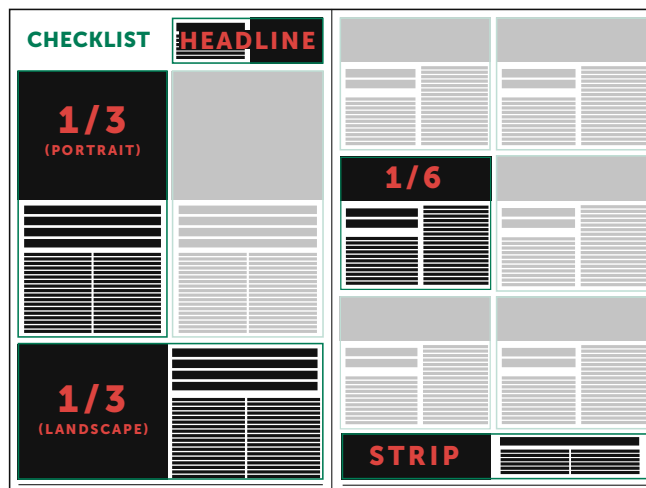 CHECKLIST
HEADLINE
1/3
(PORTRAIT)
1/3
(LANDSCAPE)
1/6
STRIP